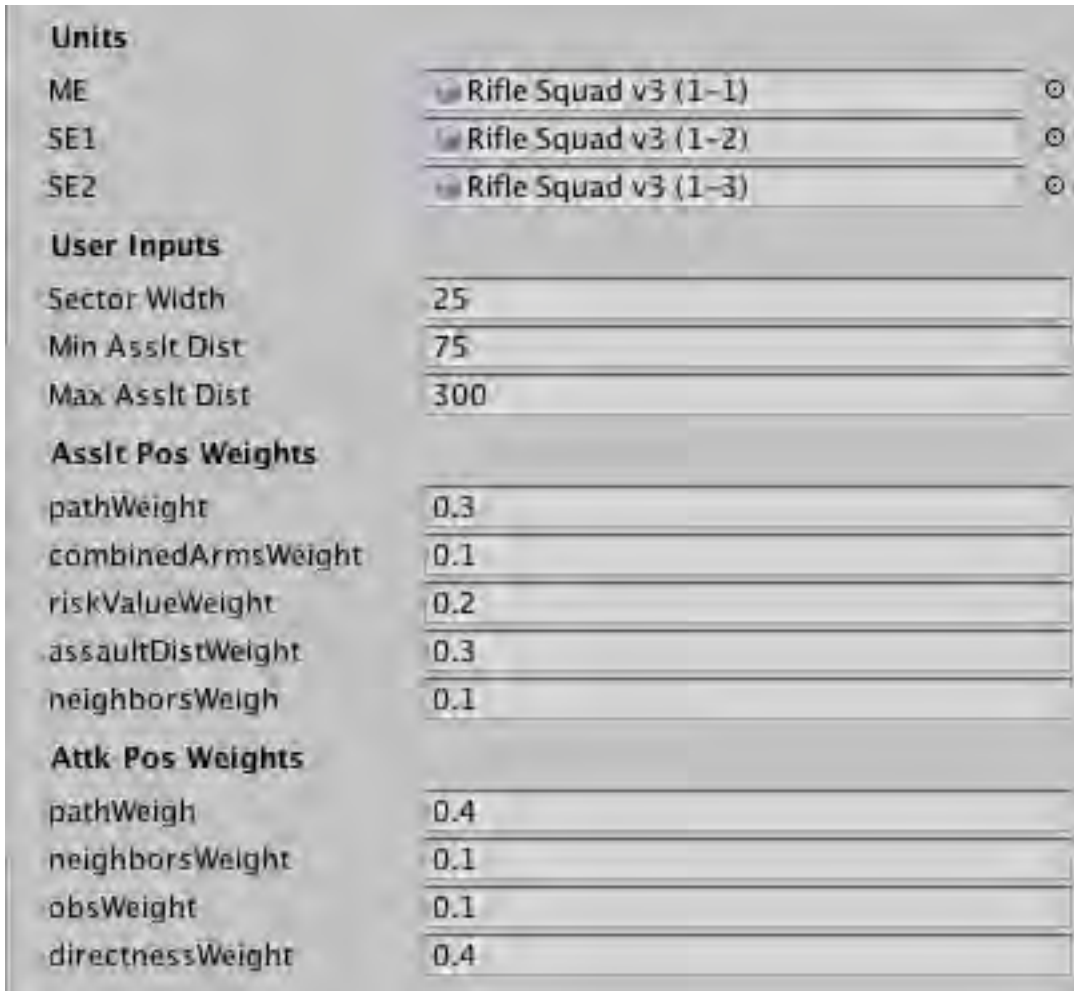 Units
ME Rifle Squad v3 (1-1)
SE1 Rifle Squad v3 (1-2)
SE2 Rifle Squad v3 (1-3)
User Inputs
Sector Width 25
Min Asslt Dist 75
Max Asslt Dist 300
Asslt Pos Weights
pathWeight 0.3
combinedArmsWeight 0.1
riskValueWeight 0.2
assaultDistWeight 0.3
neighborsWeigh 0.1
Attk Pos Weights
pathWeigh 0.4
neighborsWeight 0.1
obsWeight 0.1
directnessWeight 0.4